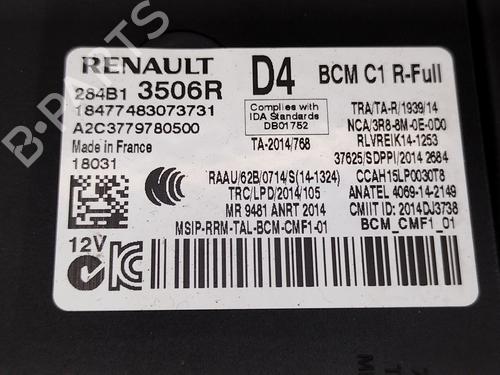 B-PARTS
RENAULT D4 BCM C1 R-Full
284B1 3506R
18477483073731
A2C3779780500
Made in France
18031
Complies with
IDA Standards
DB01752
TA-2014/768
TRA/TA-R/1939/14
NCA/3R8-8M-0E-0D0
RLVREIK14-1253
37625/SDPPI/2014 2684
RAAU/62B/0714/S(14-1324) CCAH15LP0030T8
TRC/LPD/2014/105 ANATEL 4069-14-2149
MR 9481 ANRT 2014 CMIIT ID: 2014DJ3738
MSIP-RRM-TAL-BCM-CMF1-01 BCM_CMF1_01
12V